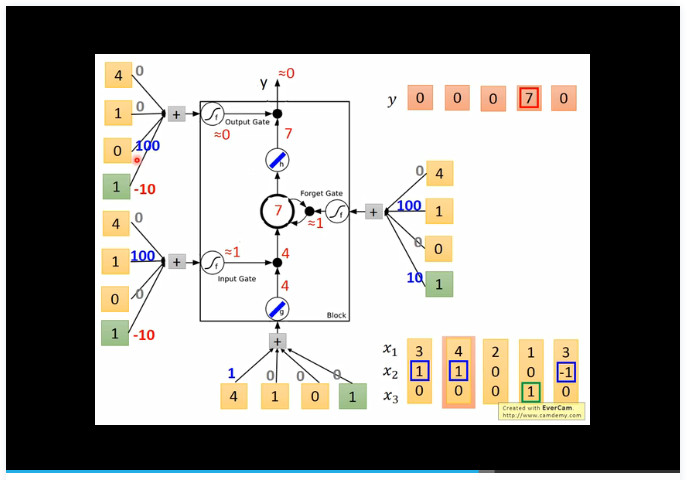 4 0
1 0
0 100
1 -10
y ≈0
Output Gate
f
≈0
7
h
y 0 0 0 7 0
Forget Gate
7
f
≈1
0 4
100 1
0 0
10 1
4 0
1 100
0 0
1 -10
≈1
f
Input Gate
4
4
g
Block
1 0 0 0
4 1 0 1
x1 3 4 2 1 3
x2 1 1 0 0 -1
x3 0 0 0 1 0
Created with EverCam
http://www.camdemy.com
+
+
+
+